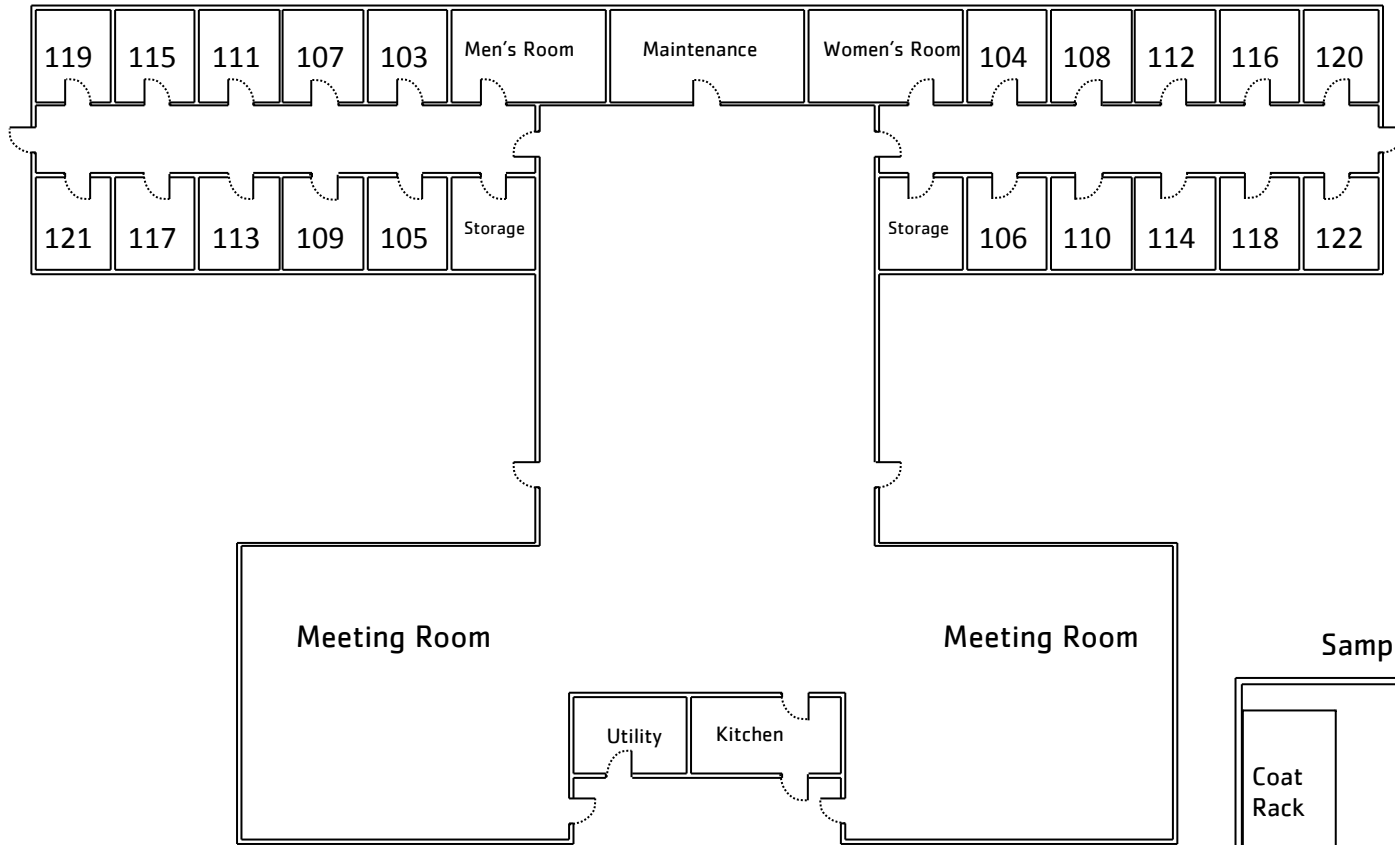 119 115 111 107 103 Men's Room Maintenance Women's Room 104 108 112 116 120
121 117 113 109 105 Storage Storage 106 110 114 118 122
Meeting Room Meeting Room
Samp
Utility Kitchen
Coat
Rack